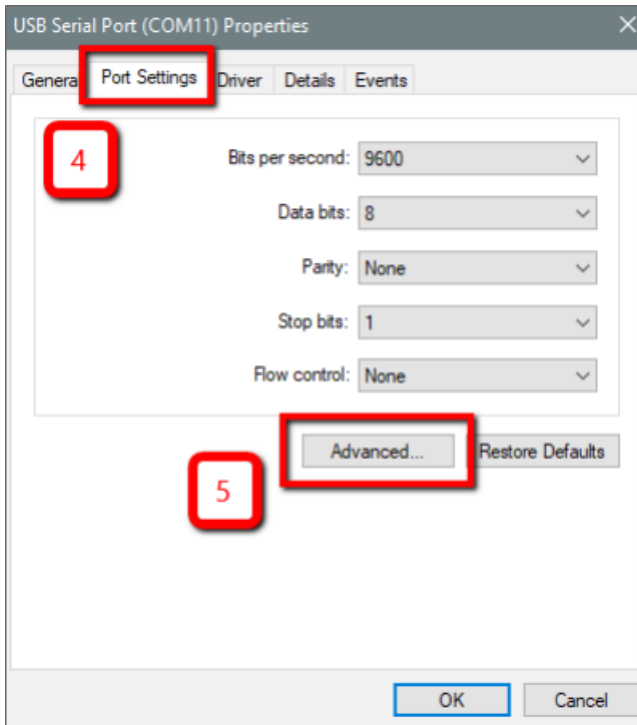 USB Serial Port (COM11) Properties
General Port Settings Driver Details Events
4
Bits per second: 9600
Data bits: 8
Parity: None
Stop bits: 1
Flow control: None
Advanced... Restore Defaults
5
OK Cancel